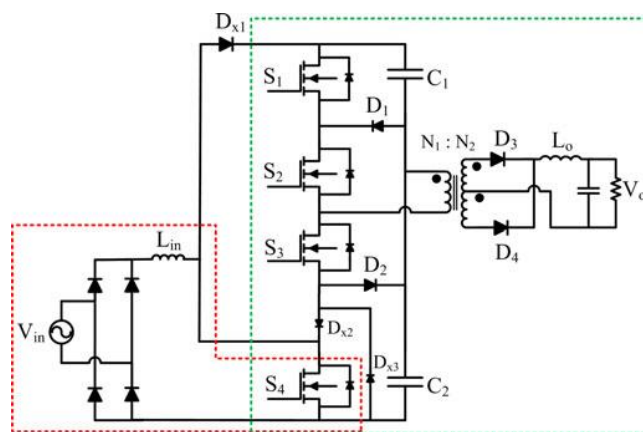 Dx1
S1
C1
D1
N1 : N2
D3
Lo
S2
Vo
Lin
S3
D2
D4
Vin
Dx2
Dx3
S4
C2